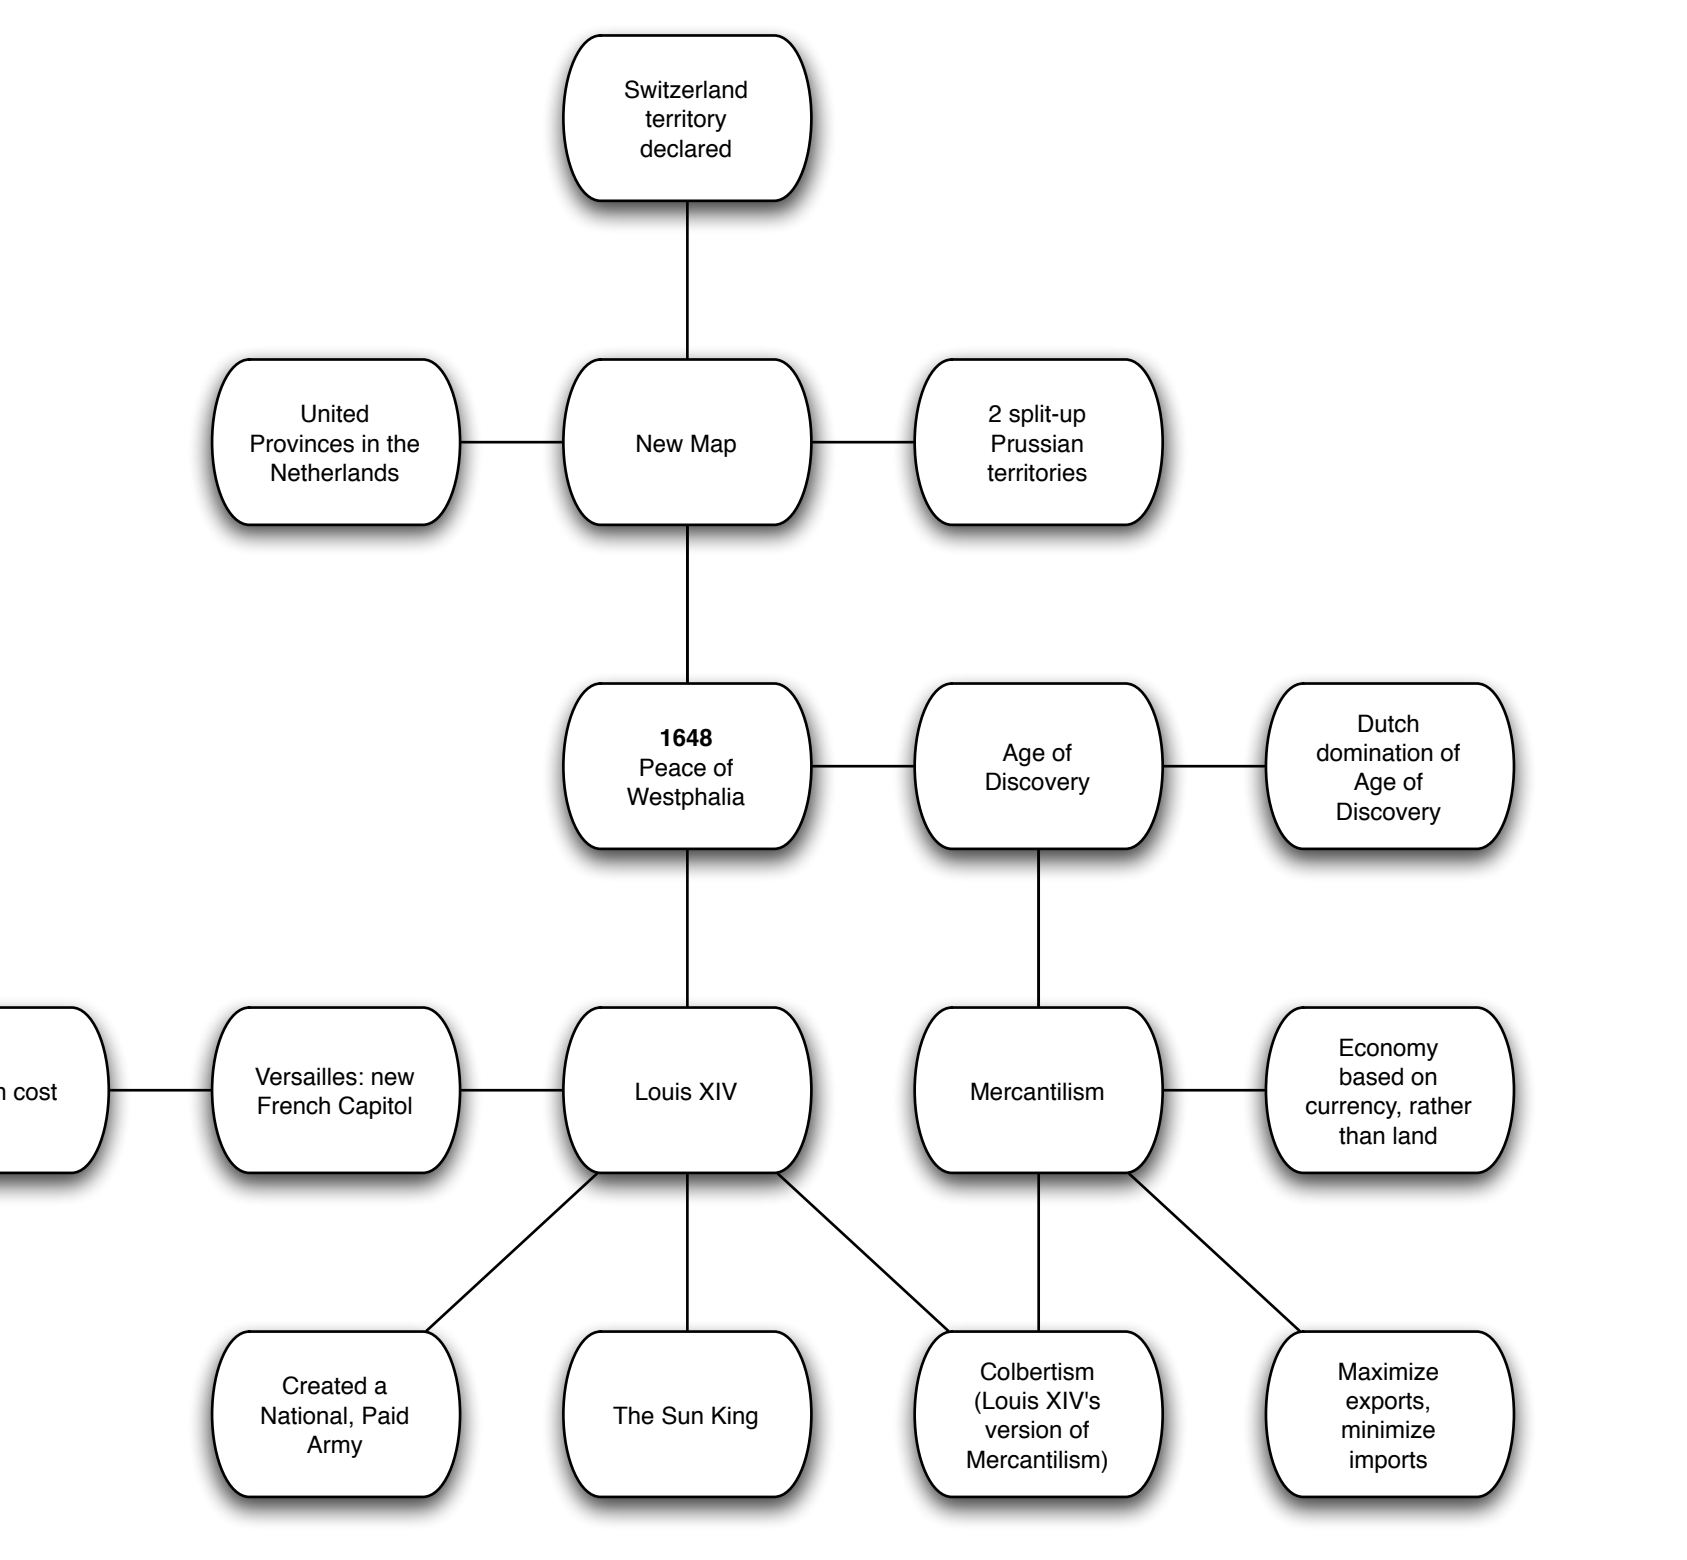 Switzerland
territory
declared
United
Provinces in the
Netherlands
New Map
2 split-up
Prussian
territories
1648
Peace of
Westphalia
Age of
Discovery
Dutch
domination of
Age of
Discovery
cost
Versailles: new
French Capitol
Louis XIV
Mercantilism
Economy
based on
currency, rather
than land
Created a
National, Paid
Army
The Sun King
Colbertism
(Louis XIV's
version of
Mercantilism)
Maximize
exports,
minimize
imports